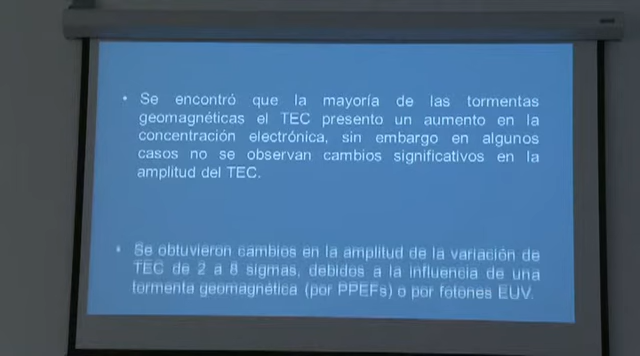 • Se encontró que la mayoría de las tormentas
geomagnéticas el TEC presento un aumento en la
concentración electrónica, sin embargo en algunos
casos no se observan cambios significativos en la
amplitud del TEC.
• Se obtuvieron cambios en la amplitud de la variación de
TEC de 2 a 8 sigmas, debidos a la influencia de una
tormenta geomagnética (por PPEFs) o por fotones EUV.